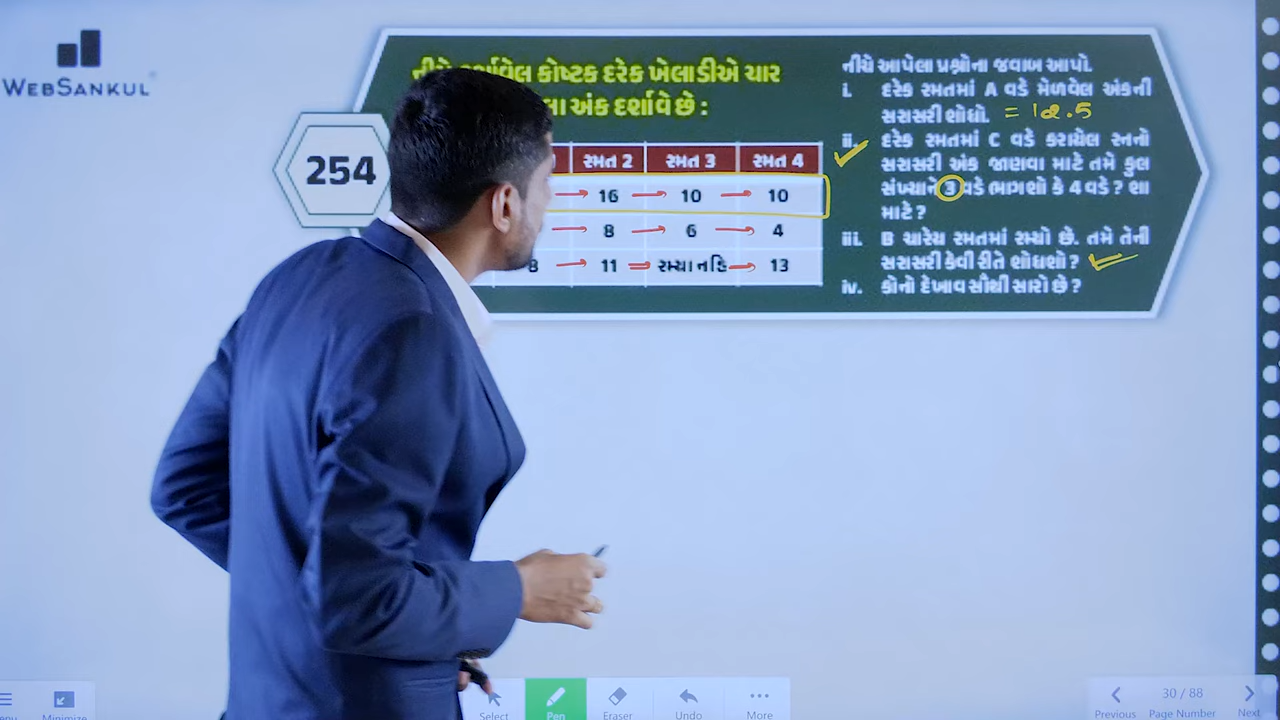 WEBSANKUL
254
દર્શાવેલ કોષ્ટક દરેક ખેલાડીએ ચાર
અંક દર્શાવે છે :
રમત 2 રમત 3 રમત 4
16 10 10
8 6 4
8 11 રમ્યા નહિ 13
નીચે આપેલા પ્રશ્નોના જવાબ આપો.
i. દરેક રમતમાં A વડે મેળવેલ અંકની
સરાસરી શોધો. = 12.5
ii. દરેક રમતમાં C વડે કરાયેલ રનનો
સરાસરી અંક જાણવા માટે તમે કુલ
સંખ્યાને 3 વડે ભાગશો કે 4 વડે ? શા
માટે ?
iii. B ચારેય રમતમાં રમ્યો છે. તમે તેની
સરાસરી કેવી રીતે શોધશો ?
iv. કોનો દેખાવ સૌથી સારો છે ?
Minimize
Select
Pen
Eraser
Undo
More
Previous
30 / 88
Page Number
Next